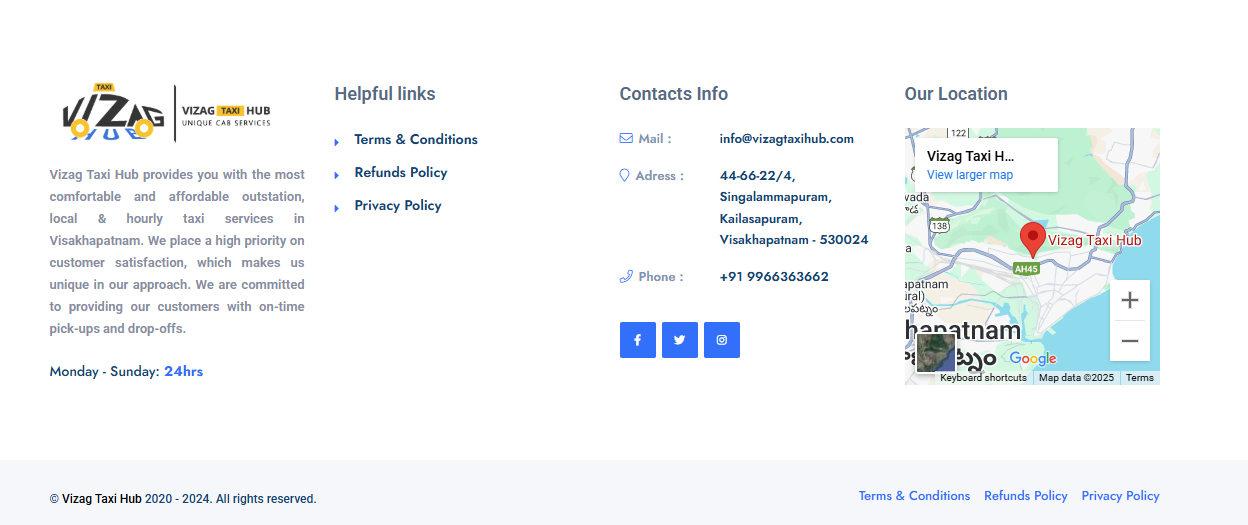 TAXI
VIZAG
HUB
VIZAG TAXI HUB
UNIQUE CAB SERVICES
Vizag Taxi Hub provides you with the most
comfortable and affordable outstation,
local & hourly taxi services in
Visakhapatnam. We place a high priority on
customer satisfaction, which makes us
unique in our approach. We are committed
to providing our customers with on-time
pick-ups and drop-offs.
Monday - Sunday: 24hrs
Helpful links
Terms & Conditions
Refunds Policy
Privacy Policy
Contacts Info
Mail :
info@vizagtaxihub.com
Adress :
44-66-22/4,
Singalammapuram,
Kailasapuram,
Visakhapatnam - 530024
Phone :
+91 9966363662
Our Location
122
Vizag Taxi H...
View larger map
wada
138
Vizag Taxi Hub
AH45
a
apatnam
ural)
hapatnam
Google
Keyboard shortcuts
Map data ©2025
Terms
© Vizag Taxi Hub 2020 - 2024. All rights reserved.
Terms & Conditions Refunds Policy Privacy Policy